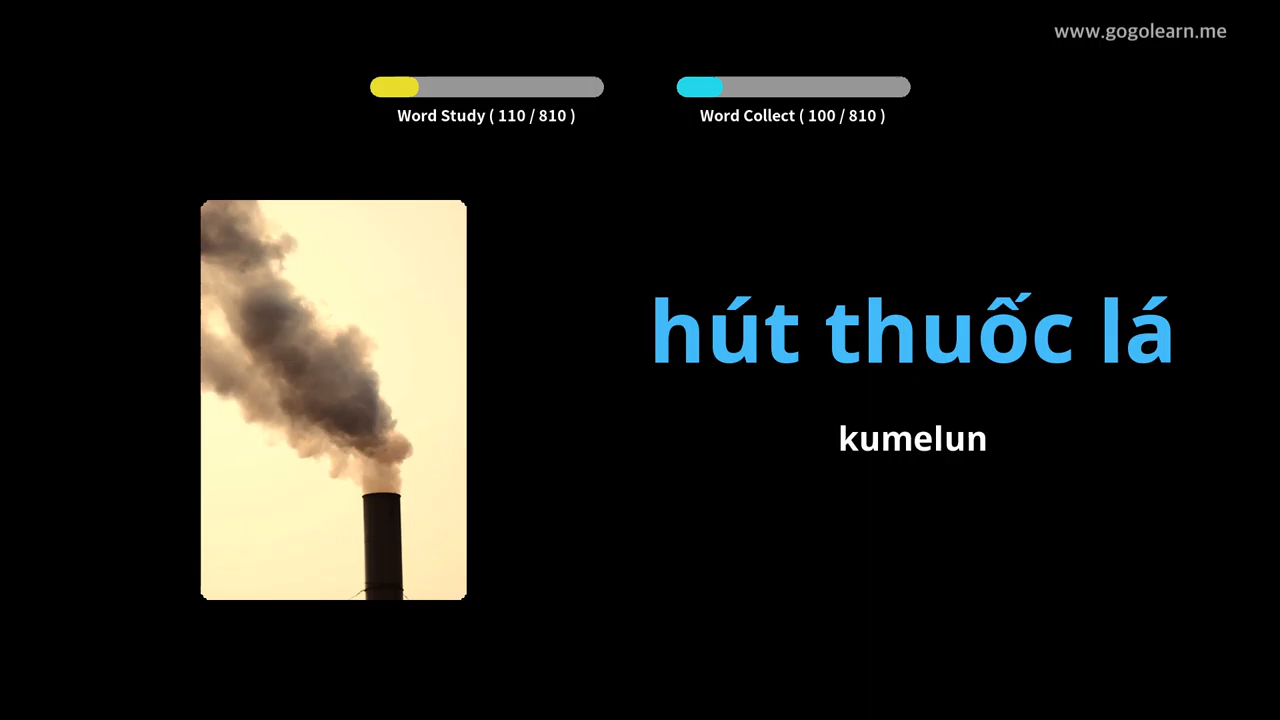 www.gogolearn.me
Word Study ( 110 / 810 )
Word Collect ( 100 / 810 )
hút thuốc lá
kumelun